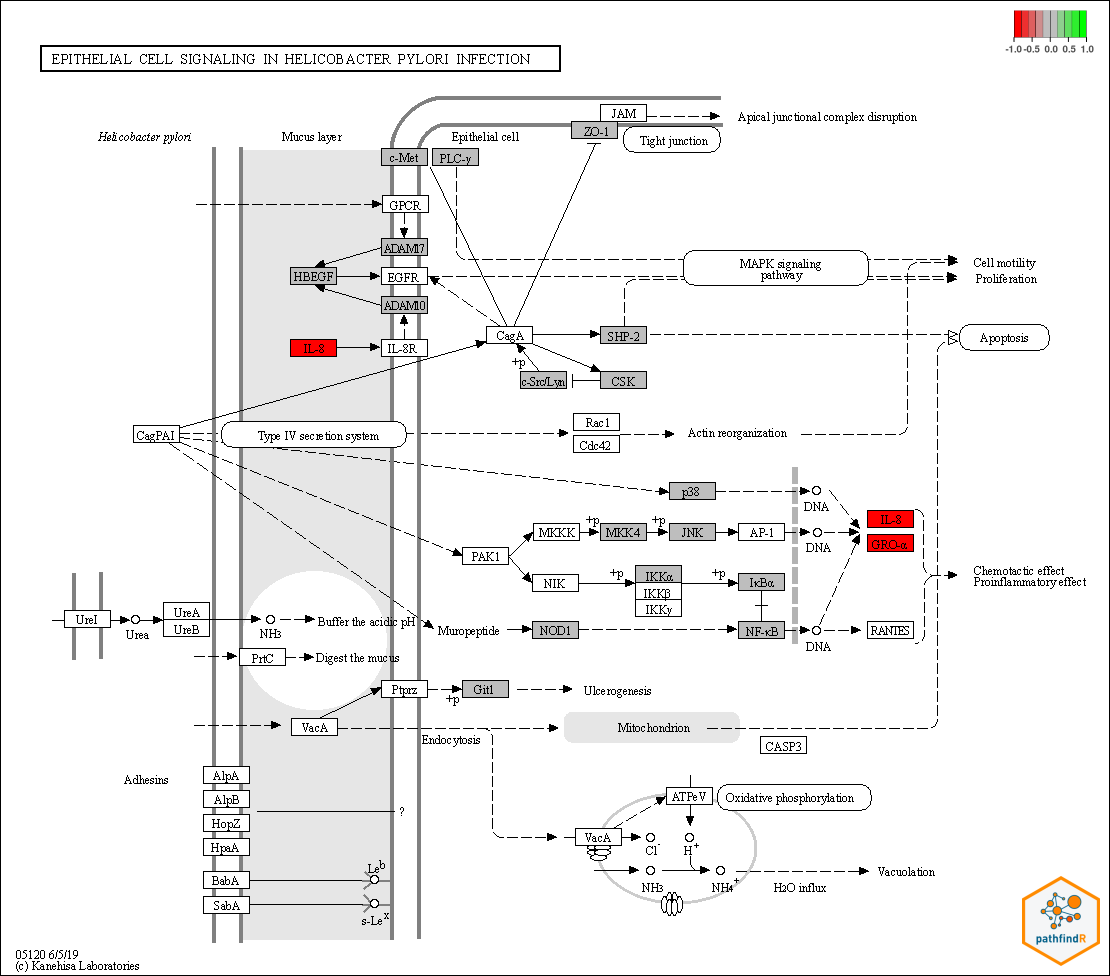 -1.0 -0.5 0.0 0.5 1.0
EPITHELIAL CELL SIGNALING IN HELICOBACTER PYLORI INFECTION
Helicobacter pylori
Mucus layer
Epithelial cell
JAM
Apical junctional complex disruption
ZO-1
Tight junction
c-Met
PLC-γ
GPCR
ADAM17
HBEGF
EGFR
ADAM10
MAPK signaling
pathway
Cell motility
Proliferation
IL-8
IL-8R
CagA
SHP-2
Apoptosis
+p
c-Src/Lyn
CSK
CagPAI
Type IV secretion system
Rac1
Cdc42
Actin reorganization
p38
DNA
IL-8
+p
+p
MKKK
MKK4
JNK
AP-1
DNA
GRO-α
PAK1
+p
+p
NIK
IKKα
IKKβ
IKKγ
IκBα
Chemotactic effect
Proinflammatory effect
UreI
Urea
UreA
UreB
NH3
Buffer the acidic pH
Muropeptide
NOD1
NF-κB
DNA
RANTES
PrtC
Digest the mucus
Ptprz
+p
Git1
Ulcerogenesis
VacA
Endocytosis
Mitochondrion
CASP3
Adhesins
AlpA
AlpB
HopZ
HpaA
BabA
SabA
?
Leb
s-Lex
ATPeV
Oxidative phosphorylation
VacA
Cl-
H+
NH3
NH4+
H2O influx
Vacuolation
pathfindR
05120 6/5/19
(c) Kanehisa Laboratories